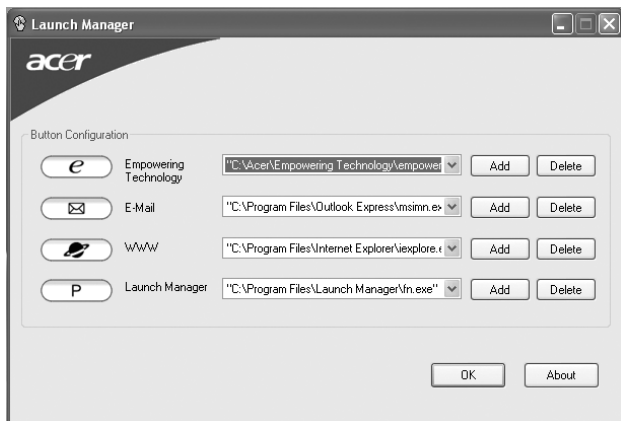 Launch Manager
acer
Button Configuration
e Empowering Technology "C:\Acer\Empowering Technology\empower Add Delete
E-Mail "C:\Program Files\Outlook Express\msimn.ex Add Delete
WWW "C:\Program Files\Internet Explorer\iexplore.e Add Delete
P Launch Manager "C:\Program Files\Launch Manager\fn.exe" Add Delete
OK About